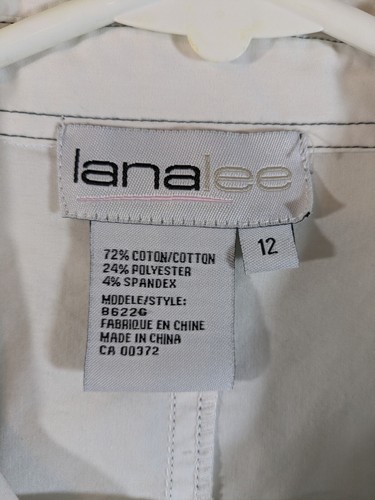 lanalee
12
72% COTON/COTTON
24% POLYESTER
4% SPANDEX
MODELE/STYLE:
8622G
FABRIQUE EN CHINE
MADE IN CHINA
CA 00372